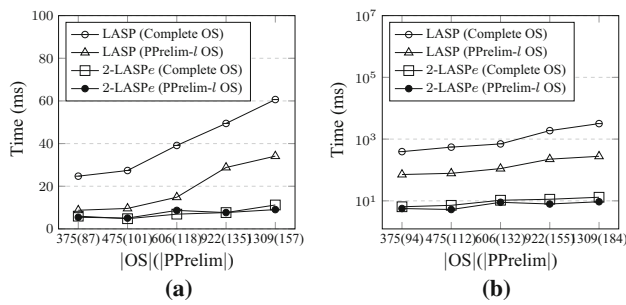 100
80
60
40
20
0
Time (ms)
LASP (Complete OS)
LASP (PPrelim-l OS)
2-LASPe (Complete OS)
2-LASPe (PPrelim-l OS)
375(87) 475(101) 606(118) 922(135) 1309(157)
|OS|(|PPrelim|)
(a)
10^7
10^5
10^3
10^1
Time (ms)
LASP (Complete OS)
LASP (PPrelim-l OS)
2-LASPe (Complete OS)
2-LASPe (PPrelim-l OS)
375(94) 475(112) 606(132) 922(155) 1309(184)
|OS|(|PPrelim|)
(b)